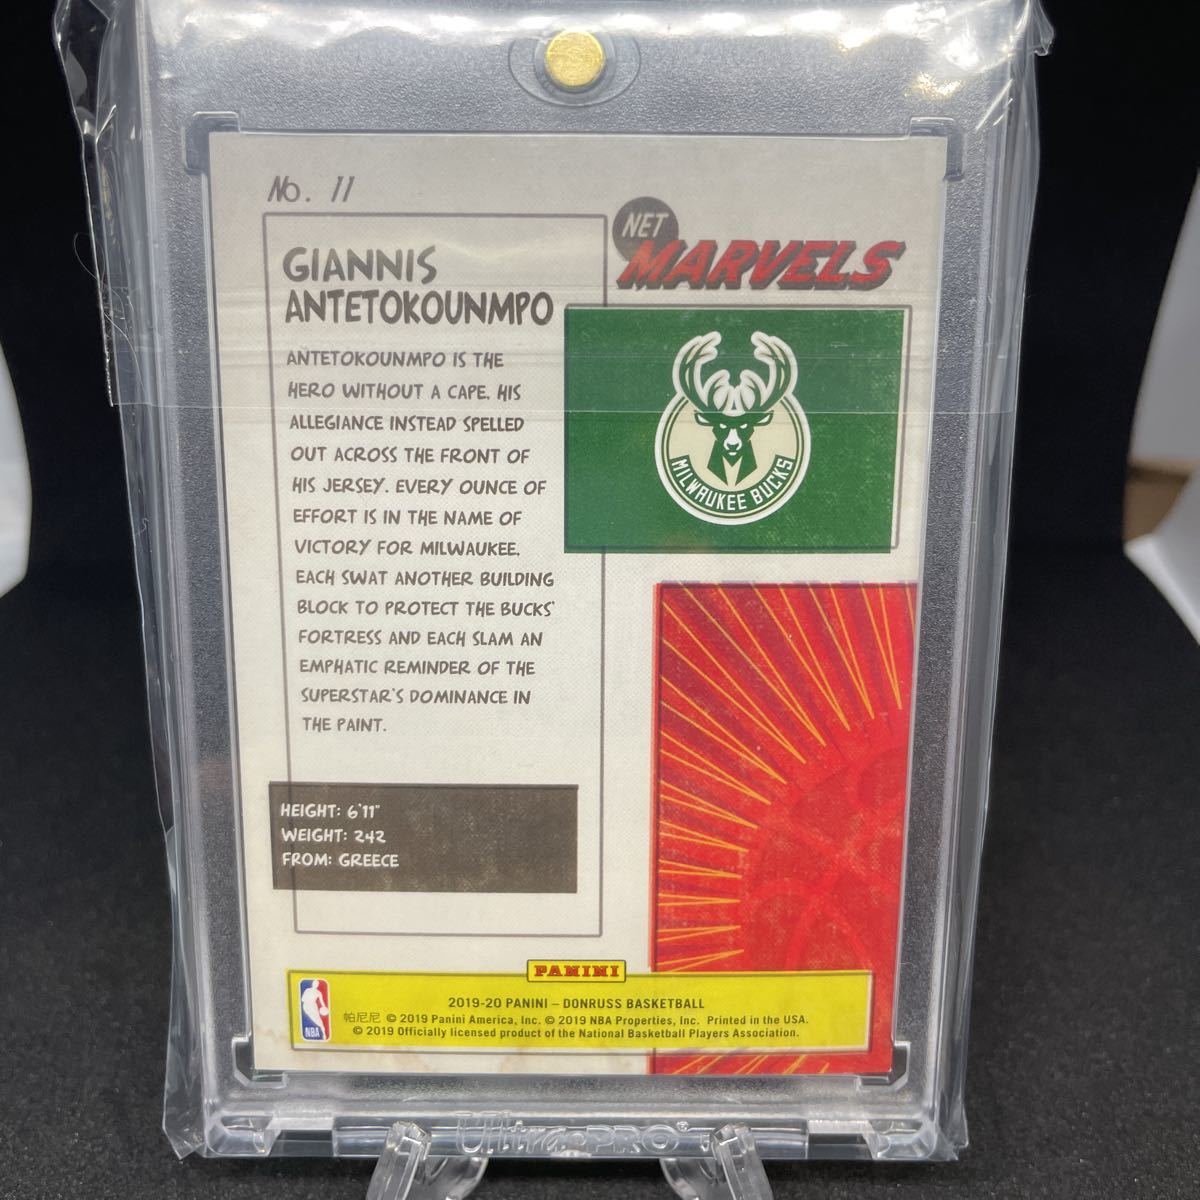 No. 11
NET
MARVELS
GIANNIS
ANTETOKOUNMPO
ANTETOKOUNMPO IS THE
HERO WITHOUT A CAPE. HIS
ALLEGIANCE INSTEAD SPELLED
OUT ACROSS THE FRONT OF
HIS JERSEY. EVERY OUNCE OF
EFFORT IS IN THE NAME OF
VICTORY FOR MILWAUKEE,
EACH SWAT ANOTHER BUILDING
BLOCK TO PROTECT THE BUCKS'
FORTRESS AND EACH SLAM AN
EMPHATIC REMINDER OF THE
SUPERSTAR'S DOMINANCE IN
THE PAINT.
MILWAUKEE BUCKS
HEIGHT: 6'11"
WEIGHT: 242
FROM: GREECE
PANINI
NBA
2019-20 PANINI – DONRUSS BASKETBALL
帕尼尼 © 2019 Panini America, Inc. © 2019 NBA Properties, Inc. Printed in the USA.
© 2019 Officially licensed product of the National Basketball Players Association.
Ultra·PRO®